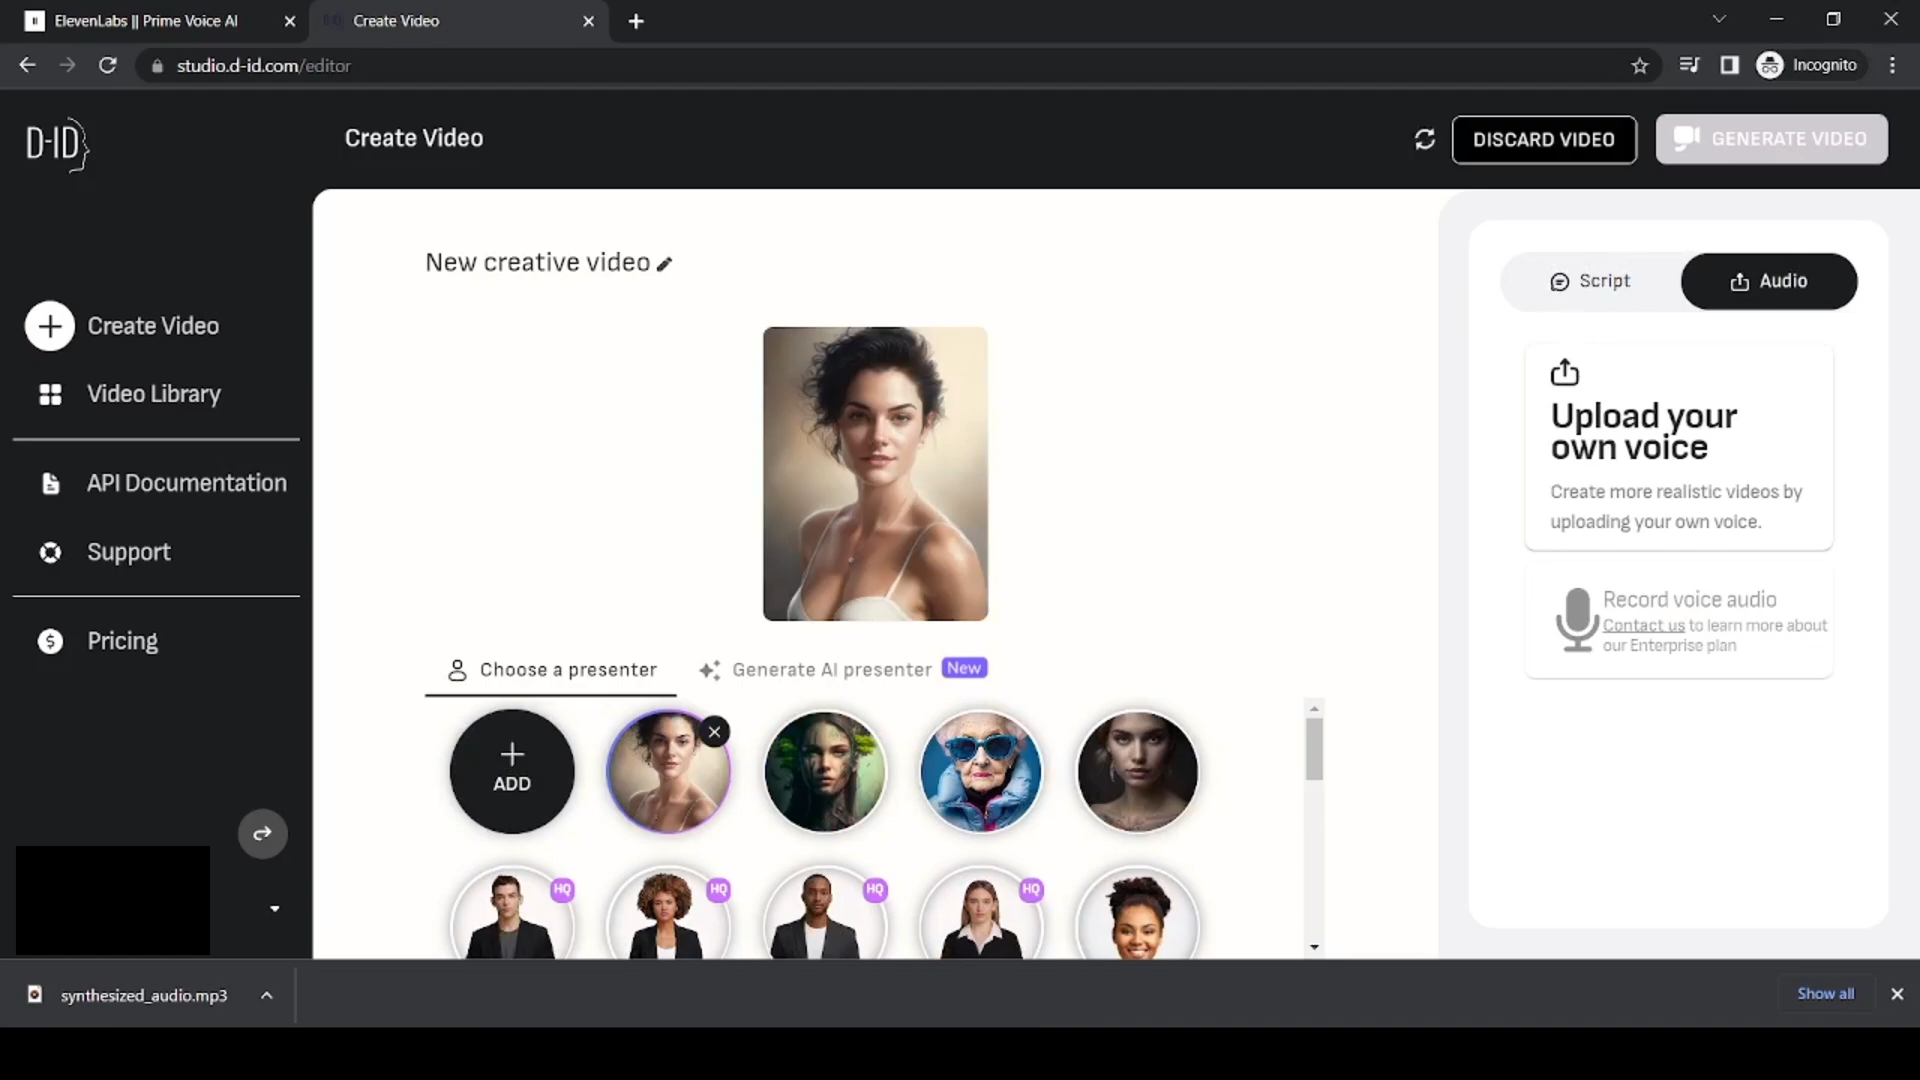 ElevenLabs || Prime Voice AI
Create Video
studio.d-id.com/editor
Incognito
D-ID
Create Video
DISCARD VIDEO
GENERATE VIDEO
New creative video
Script
Audio
Create Video
Video Library
Upload your
own voice
Create more realistic videos by
uploading your own voice.
API Documentation
Support
Record voice audio
Contact us to learn more about
our Enterprise plan
Pricing
Choose a presenter
Generate AI presenter
New
ADD
HQ
HQ
HQ
HQ
synthesized_audio.mp3
Show all